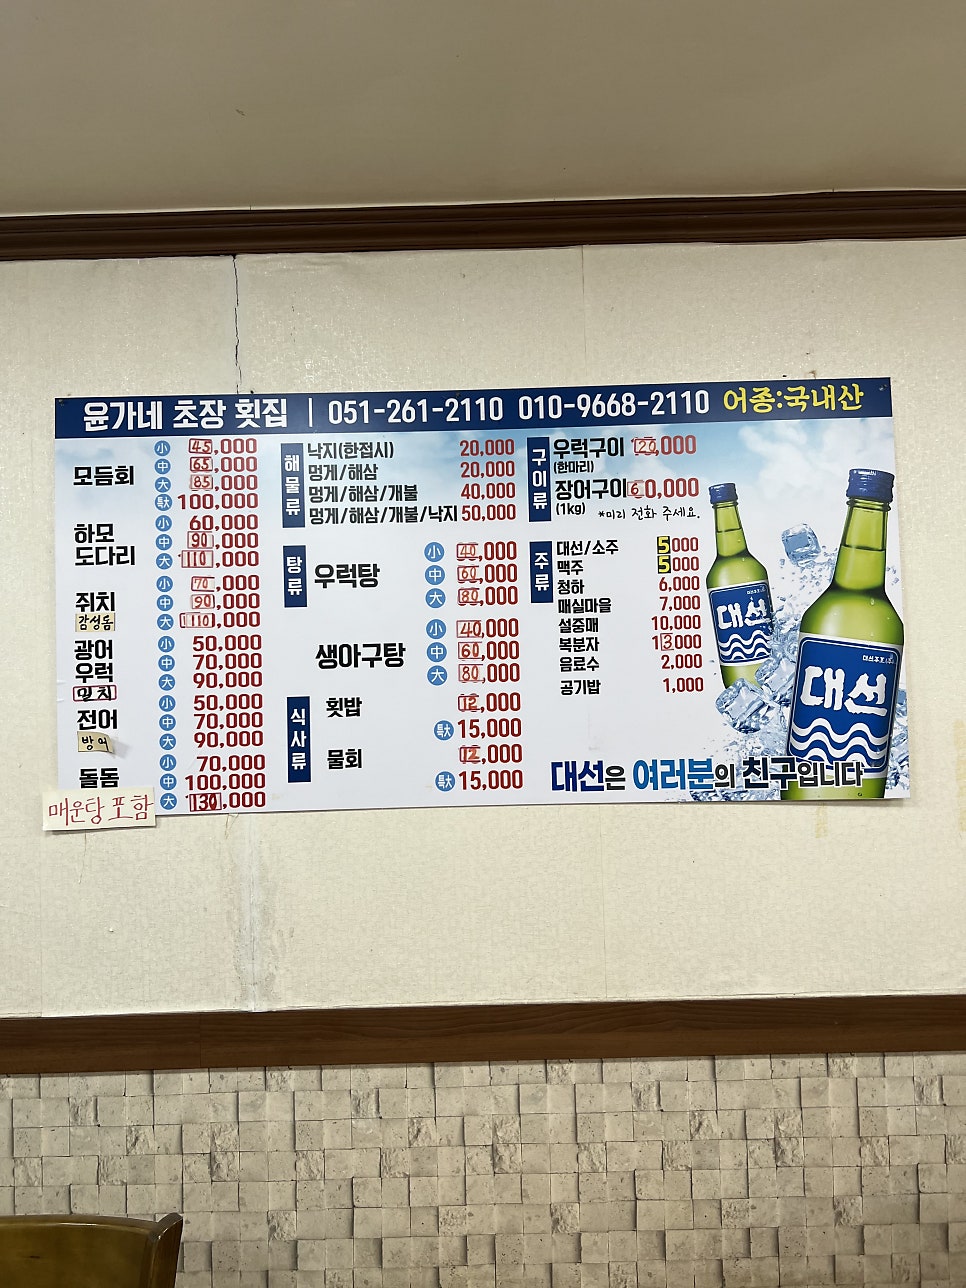 윤가네 초장 횟집 | 051-261-2110 010-9668-2110 어종:국내산
모듬회
小 45,000
中 65,000
大 85,000
特大 100,000
하모
도다리
小 60,000
中 90,000
大 110,000
쥐치
감성돔
小 70,000
中 90,000
大 110,000
광어
우럭
밀치
小 50,000
中 70,000
大 90,000
전어
방어
小 50,000
中 70,000
大 90,000
돌돔
小 70,000
中 100,000
大 130,000
매운탕 포함
해물류
낙지(한접시) 20,000
멍게/해삼 20,000
멍게/해삼/개불 40,000
멍게/해삼/개불/낙지 50,000
탕류
우럭탕
小 40,000
中 60,000
大 80,000
생아구탕
小 40,000
中 60,000
大 80,000
식사류
횟밥 12,000
特大 15,000
물회 12,000
特大 15,000
구이류
우럭구이 120,000
(한마리)
장어구이 60,000
(1kg) *미리 전화 주세요.
주류
대선/소주 5000
맥주 5000
청하 6,000
매실마을 7,000
설중매 10,000
복분자 13000
음료수 2,000
공기밥 1,000
대선
대선
대선은 여러분의 친구입니다